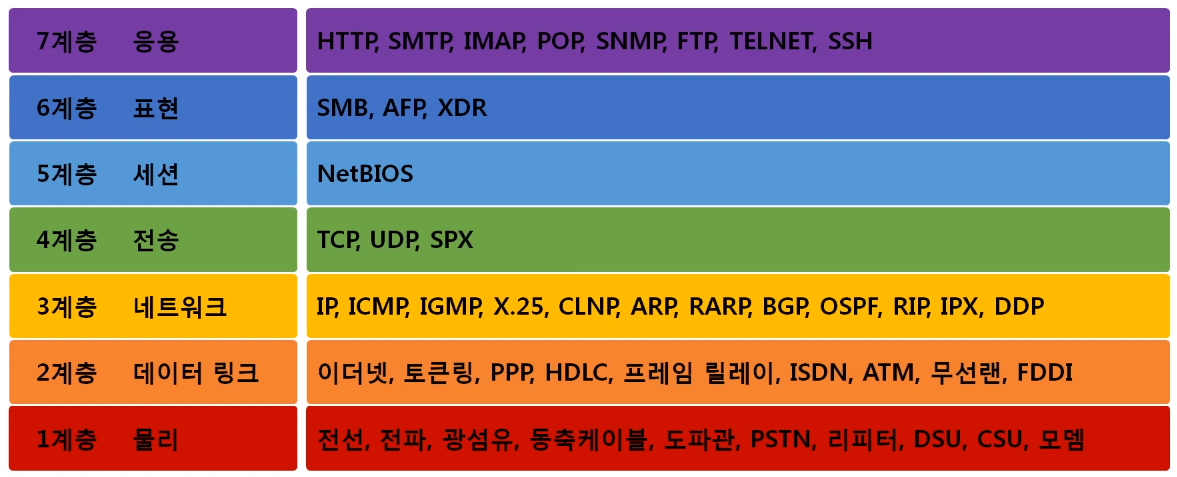 7계층 응용 HTTP, SMTP, IMAP, POP, SNMP, FTP, TELNET, SSH
6계층 표현 SMB, AFP, XDR
5계층 세션 NetBIOS
4계층 전송 TCP, UDP, SPX
3계층 네트워크 IP, ICMP, IGMP, X.25, CLNP, ARP, RARP, BGP, OSPF, RIP, IPX, DDP
2계층 데이터 링크 이더넷, 토큰링, PPP, HDLC, 프레임 릴레이, ISDN, ATM, 무선랜, FDDI
1계층 물리 전선, 전파, 광섬유, 동축케이블, 도파관, PSTN, 리피터, DSU, CSU, 모뎀